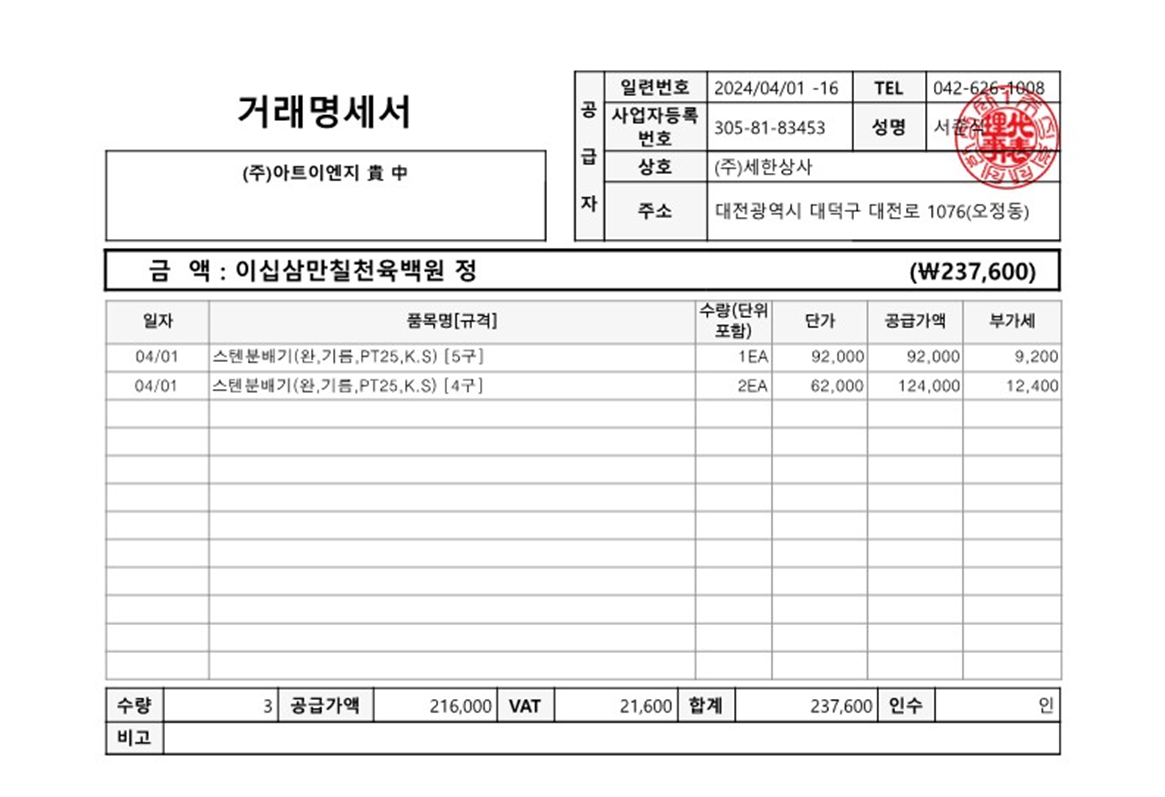 거래명세서
(주)아트이엔지 貴 中
공
급
자
일련번호 2024/04/01 -16 TEL 042-626-1008
사업자등록
번호 305-81-83453 성명
상호 (주)세한상사
주소 대전광역시 대덕구 대전로 1076(오정동)
금 액 : 이십삼만칠천육백원 정 (₩237,600)
일자 품목명[규격] 수량(단위
포함) 단가 공급가액 부가세
04/01 스텐분배기(완,기름,PT25,K.S) [5구] 1EA 92,000 92,000 9,200
04/01 스텐분배기(완,기름,PT25,K.S) [4구] 2EA 62,000 124,000 12,400
수량 3 공급가액 216,000 VAT 21,600 합계 237,600 인수 인
비고